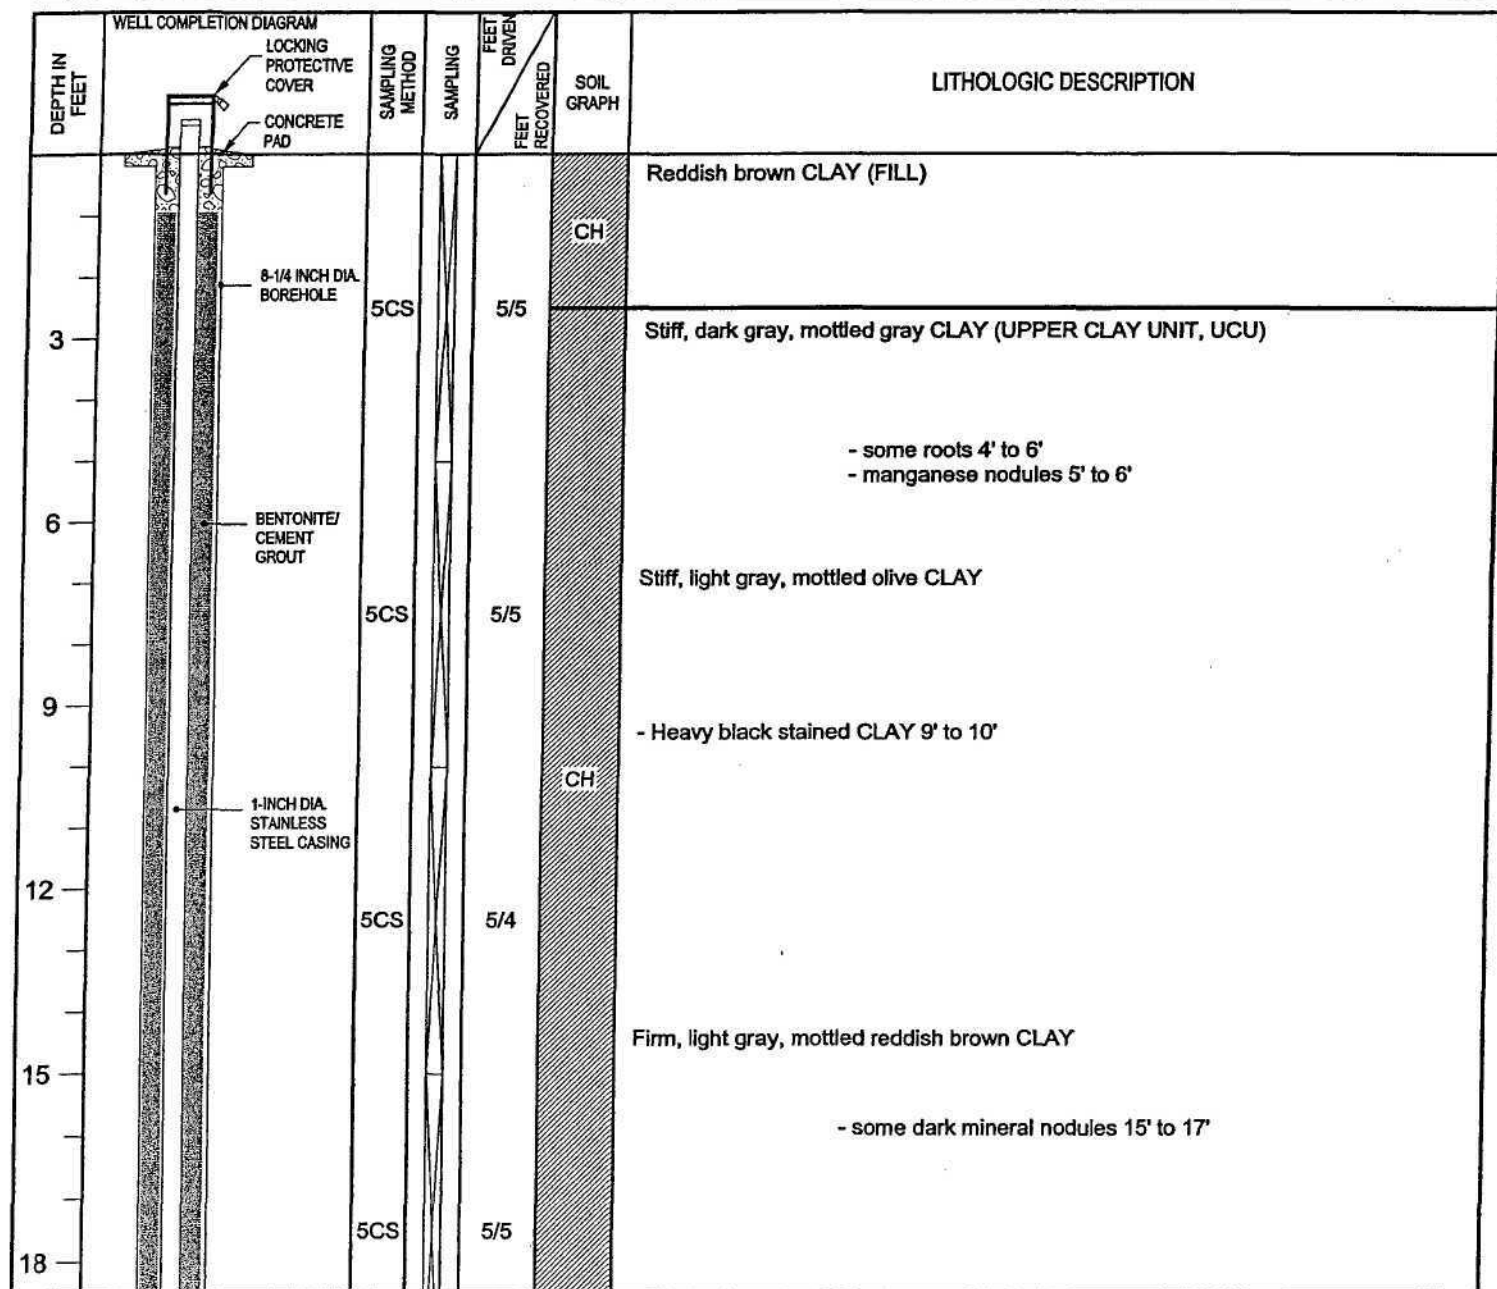 WELL COMPLETION DIAGRAM
DEPTH IN
FEET
LOCKING
PROTECTIVE
COVER
CONCRETE
PAD
SAMPLING
METHOD
SAMPLING
FEET
DRIVEN
FEET
RECOVERED
SOIL
GRAPH
LITHOLOGIC DESCRIPTION
Reddish brown CLAY (FILL)
CH
8-1/4 INCH DIA.
BOREHOLE
5CS
5/5
3
Stiff, dark gray, mottled gray CLAY (UPPER CLAY UNIT, UCU)
- some roots 4' to 6'
- manganese nodules 5' to 6'
6
BENTONITE/
CEMENT
GROUT
Stiff, light gray, mottled olive CLAY
5CS
5/5
9
- Heavy black stained CLAY 9' to 10'
CH
1-INCH DIA.
STAINLESS
STEEL CASING
12
5CS
5/4
Firm, light gray, mottled reddish brown CLAY
15
- some dark mineral nodules 15' to 17'
5CS
5/5
18